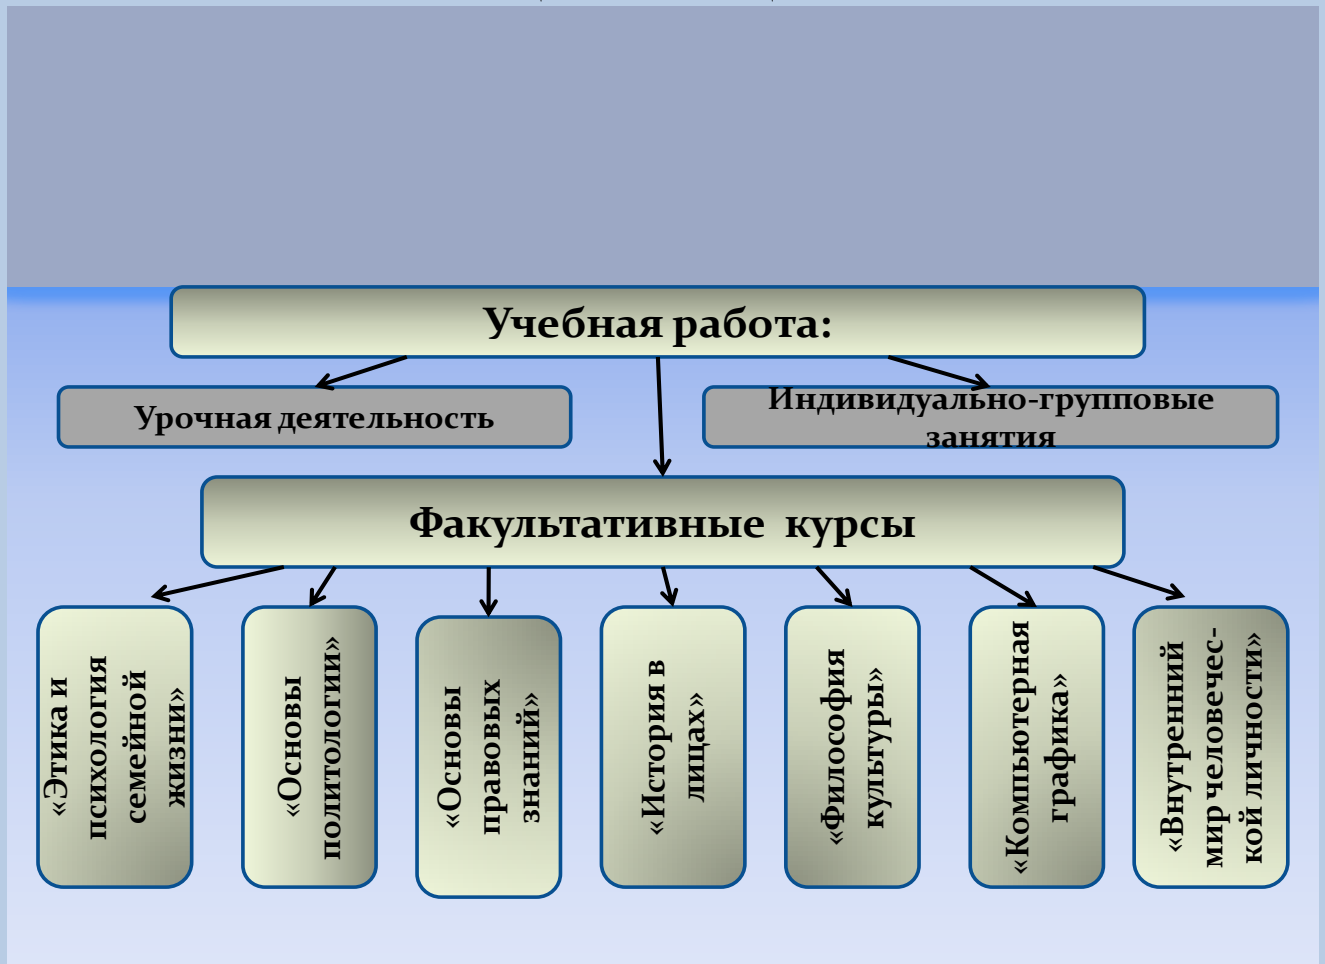 Учебная работа:
Урочная деятельность
Индивидуально-групповые
занятия
Факультативные курсы
«Этика и
психология
семейной
жизни»
«Основы
политологии»
«Основы
правовых
знаний»
«История в
лицах»
«Философия
культуры»
«Компьютерная
графика»
«Внутренний
мир человечес-
кой личности»